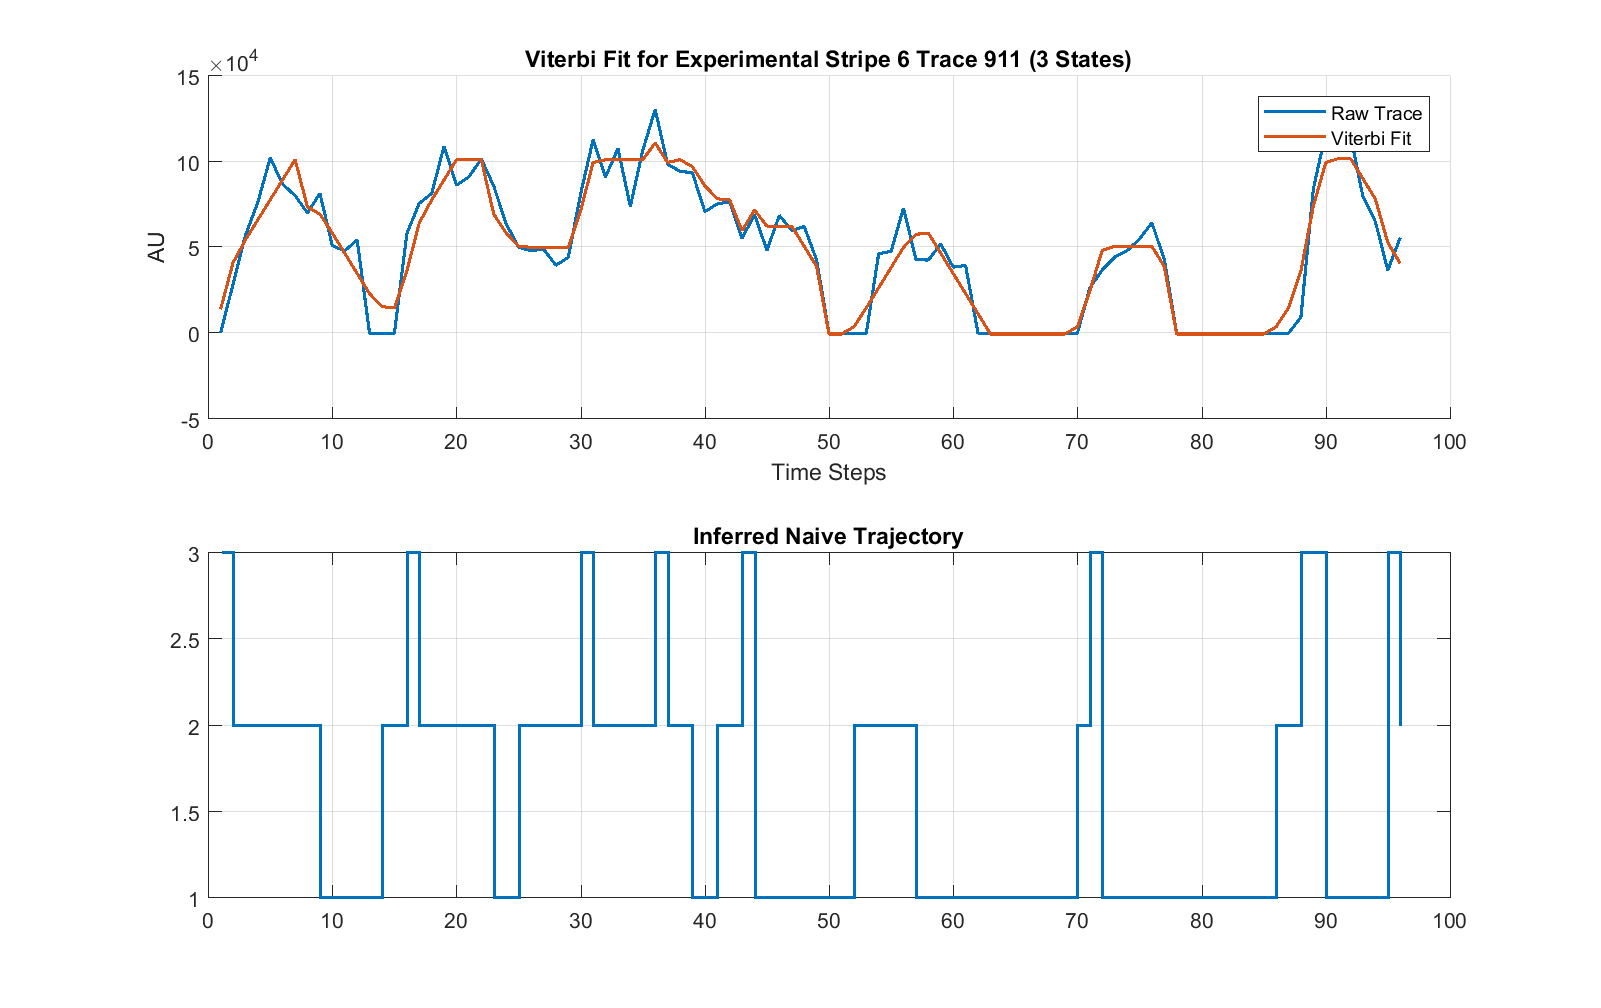 Viterbi Fit for Experimental Stripe 6 Trace 911 (3 States)
×10⁴
15
10
5
0
-5
AU
Raw Trace
Viterbi Fit
0 10 20 30 40 50 60 70 80 90 100
Time Steps
Inferred Naive Trajectory
3
2.5
2
1.5
1
0 10 20 30 40 50 60 70 80 90 100